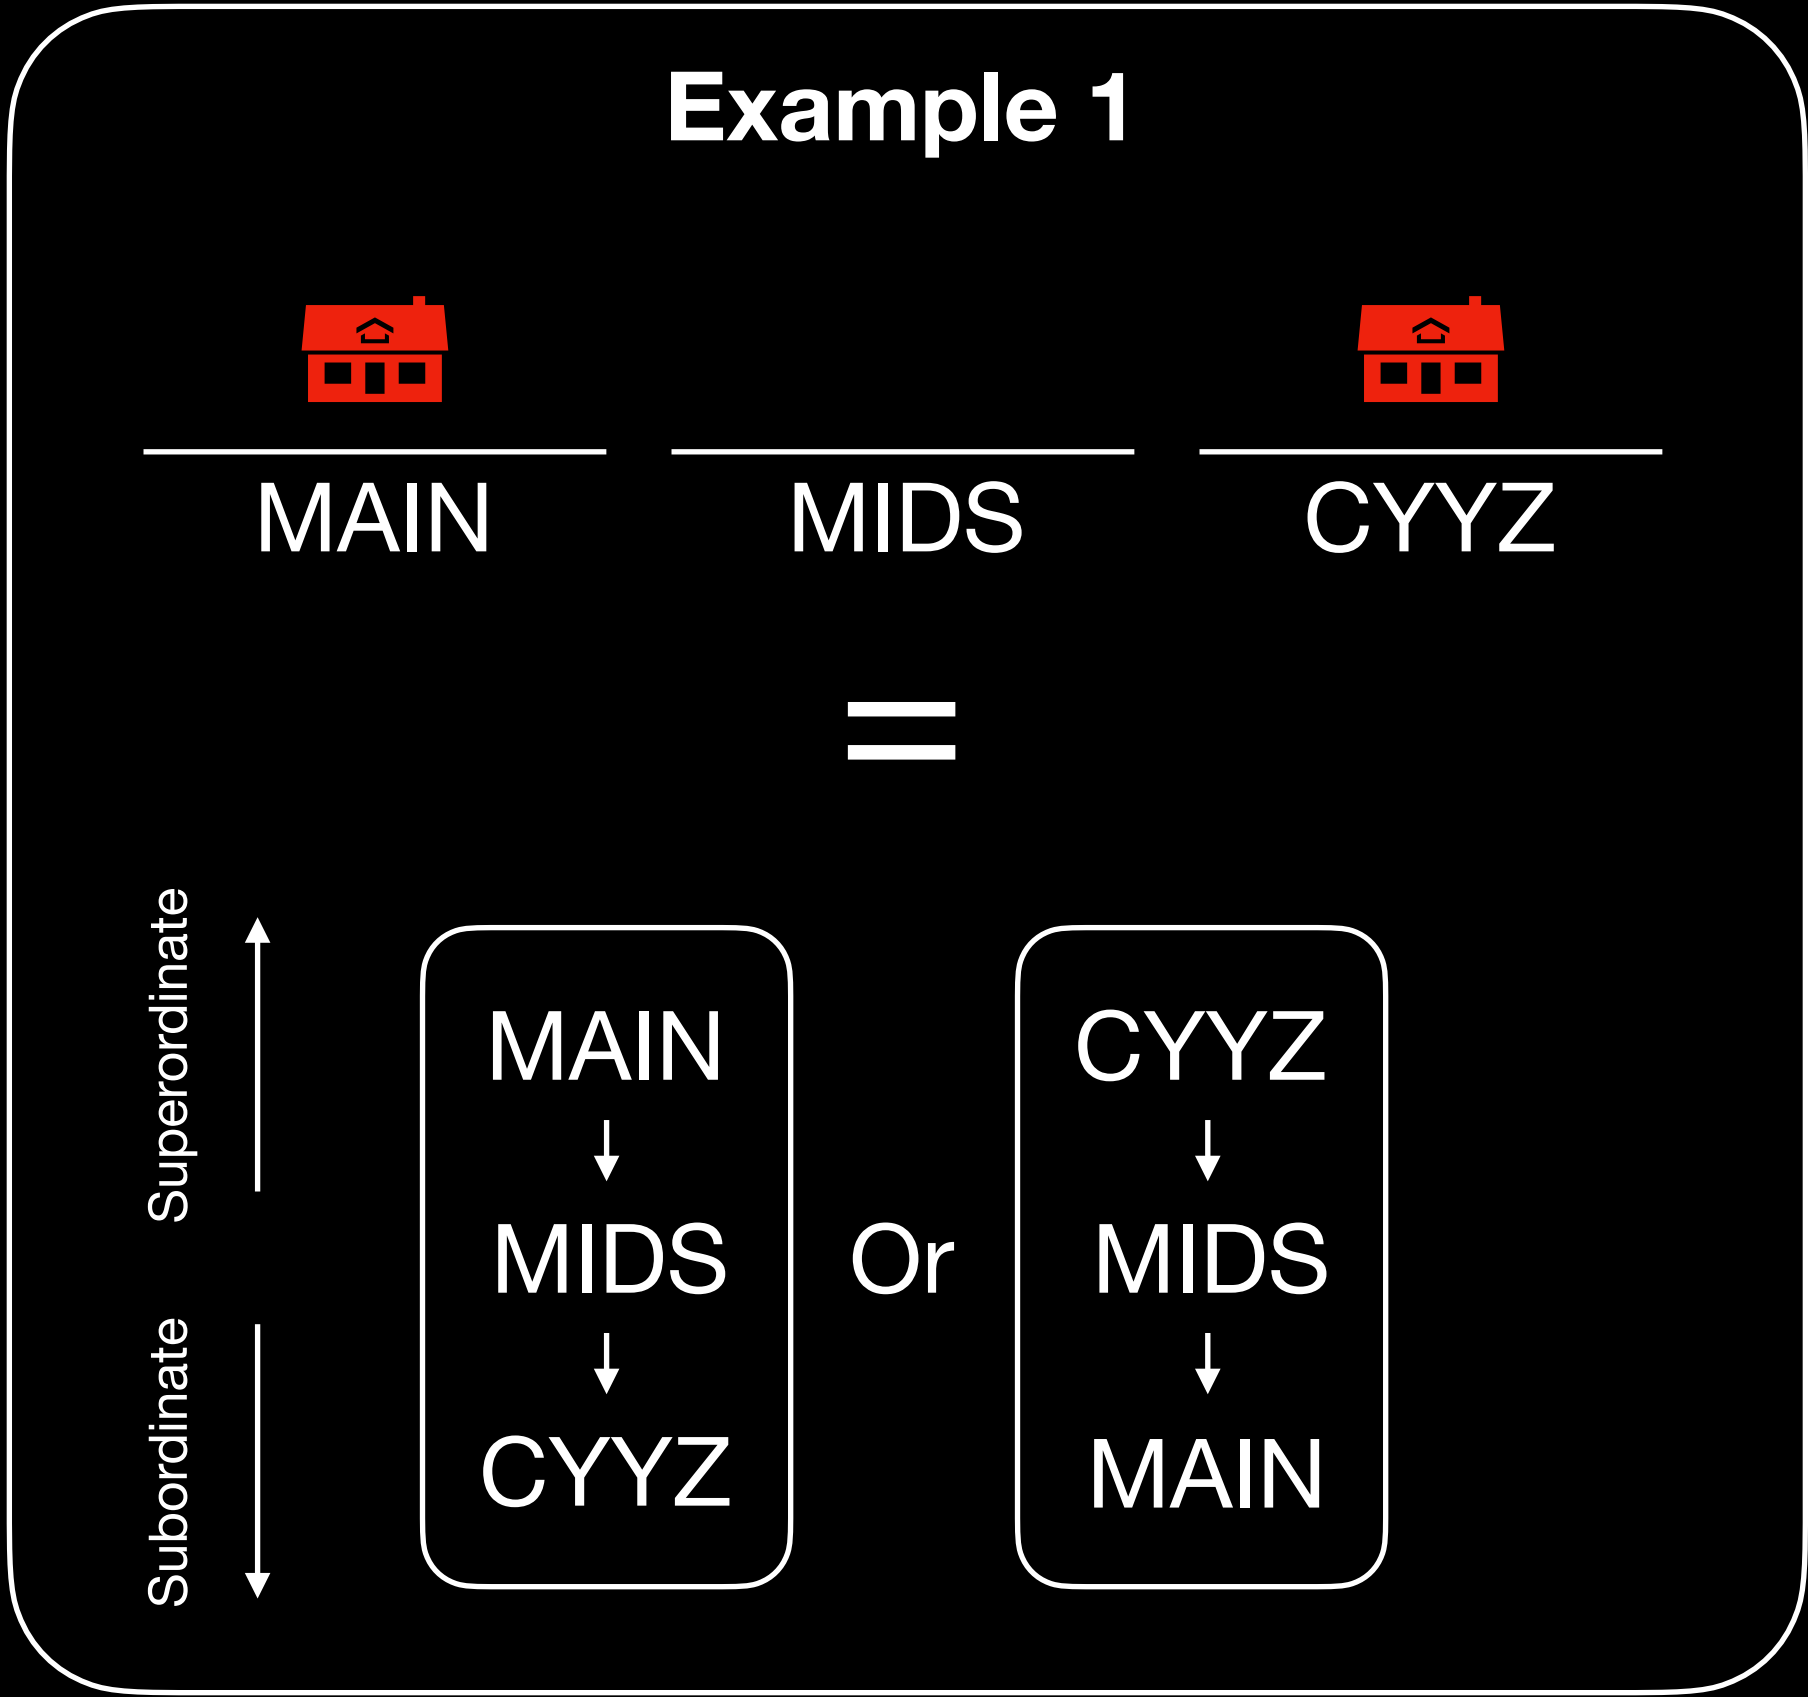 Example 1
MAIN MIDS CYYZ
=
Superordinate
Subordinate
MAIN
MIDS
CYYZ
Or
CYYZ
MIDS
MAIN